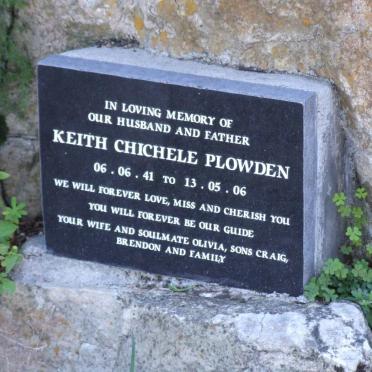 IN LOVING MEMORY OF
OUR HUSBAND AND FATHER
KEITH CHICHELE PLOWDEN
06.06.41 TO 13.05.06
WE WILL FOREVER LOVE, MISS AND CHERISH YOU
YOU WILL FOREVER BE OUR GUIDE
YOUR WIFE AND SOULMATE OLIVIA, SONS CRAIG,
BRENDON AND FAMILY